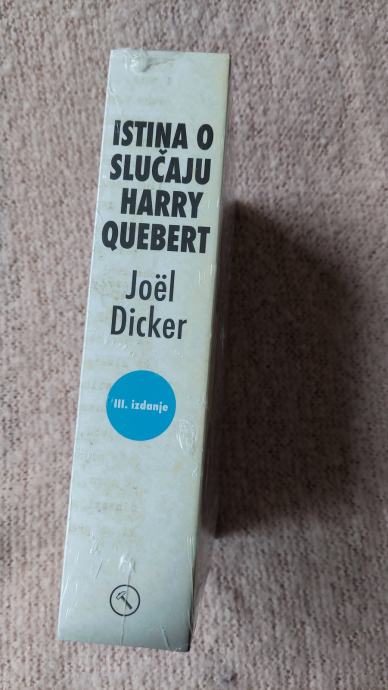 ISTINA O
SLUČAJU
HARRY
QUEBERT
Joël
Dicker
III. izdanje